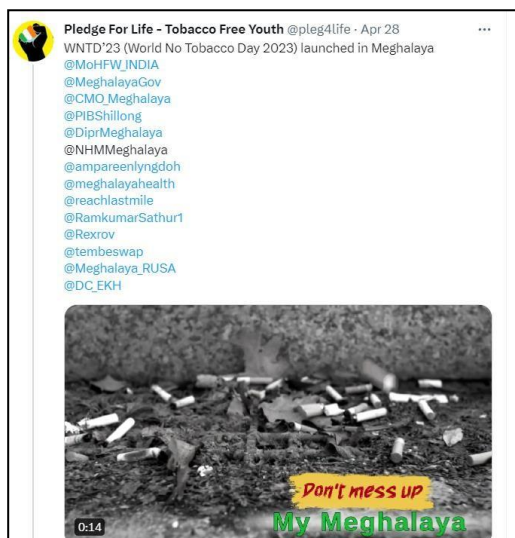 Pledge For Life - Tobacco Free Youth @pleg4life · Apr 28 ...
WNTD'23 (World No Tobacco Day 2023) launched in Meghalaya
@MoHFW_INDIA
@MeghalayaGov
@CMO_Meghalaya
@PIBShillong
@DiprMeghalaya
@NHMMeghalaya
@ampareenlyngdoh
@meghalayahealth
@reachlastmile
@RamkumarSathur1
@Rexrov
@tembeswap
@Meghalaya_RUSA
@DC_EKH
Don't mess up
My Meghalaya
0:14